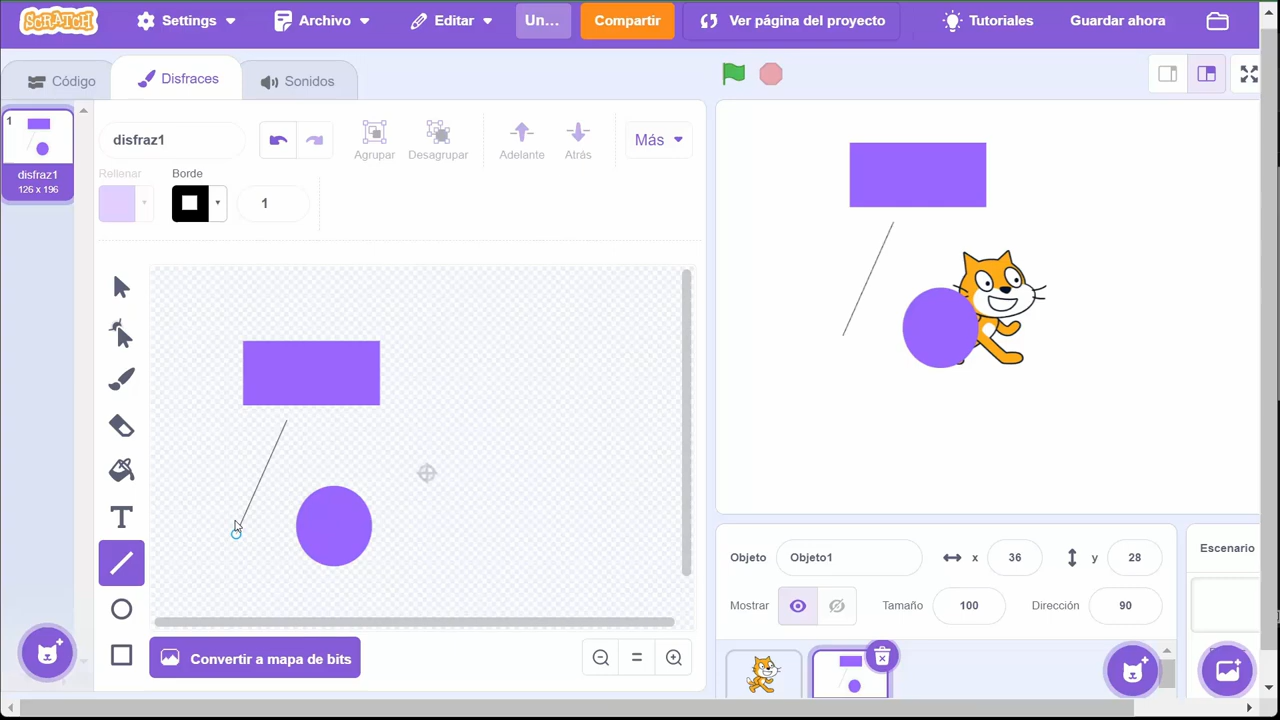 SCRATCH
Settings
Archivo
Editar
Un...
Compartir
Ver página del proyecto
Tutoriales
Guardar ahora
Código
Disfraces
Sonidos
1
disfraz1
126 x 196
disfraz1
Agrupar
Desagrupar
Adelante
Atrás
Más
Rellenar
Borde
1
T
Convertir a mapa de bits
Objeto
Objeto1
x
36
y
28
Mostrar
Tamaño
100
Dirección
90
Escenario